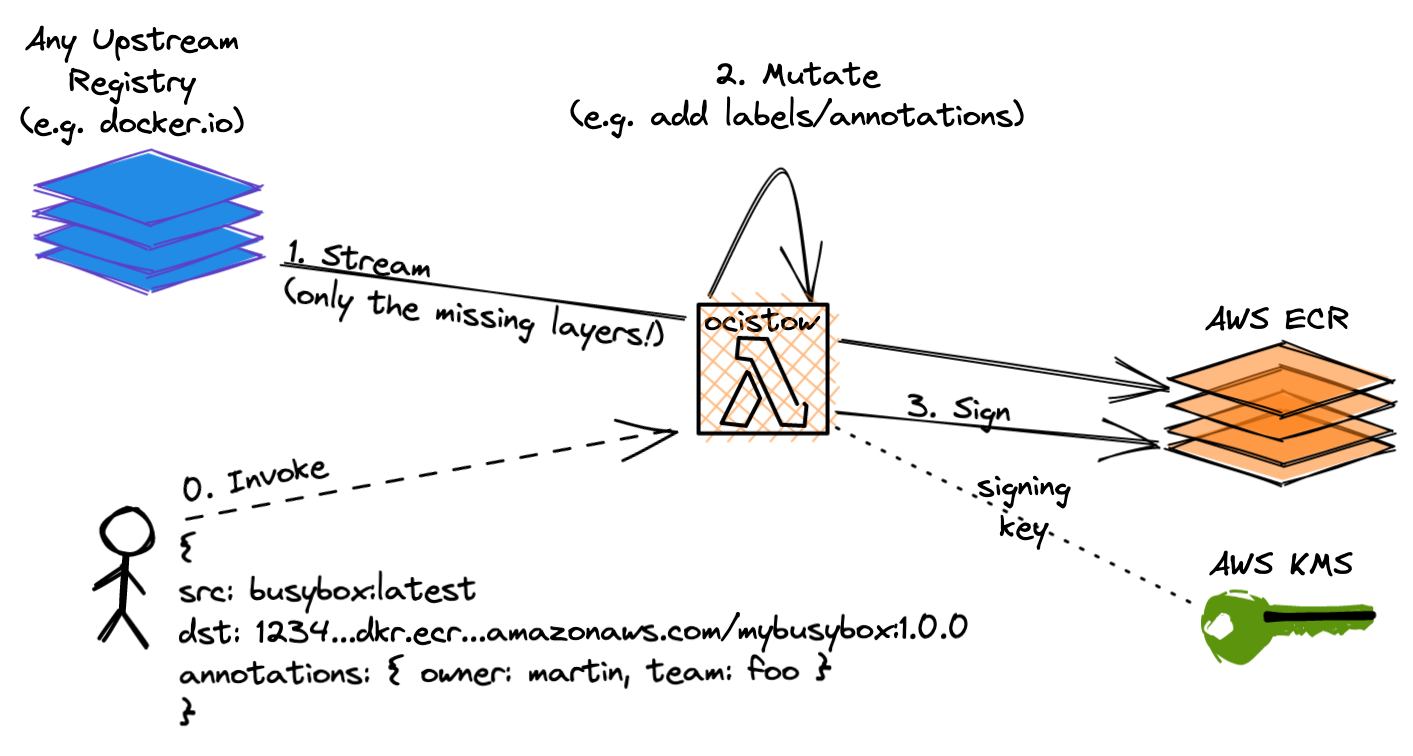 Any Upstream
Registry
(e.g. docker.io)
2. Mutate
(e.g. add labels/annotations)
1. Stream
(only the missing layers!)
ocistow
AWS ECR
3. Sign
signing
key
AWS KMS
0. Invoke
{
src: busybox:latest
dst: 1234...dkr.ecr...amazonaws.com/mybusybox:1.0.0
annotations: { owner: martin, team: foo }
}